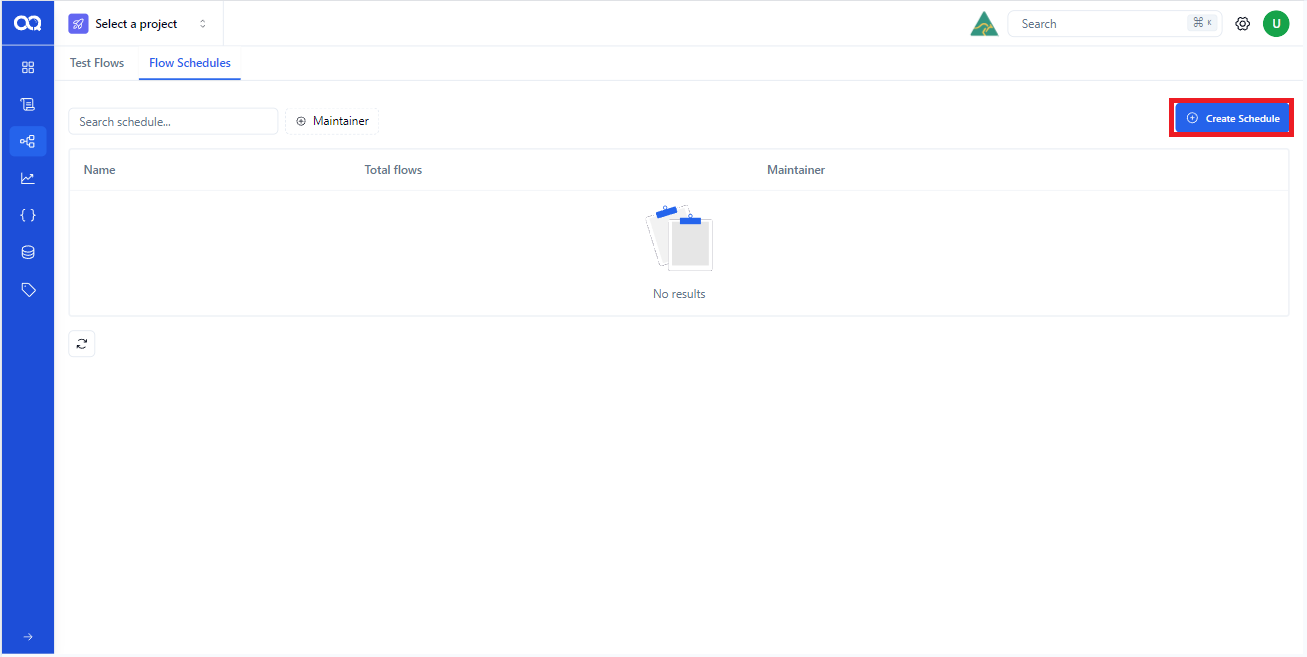 Select a project
Search
⌘ K
U
Test Flows
Flow Schedules
Search schedule...
Maintainer
Create Schedule
Name
Total flows
Maintainer
No results